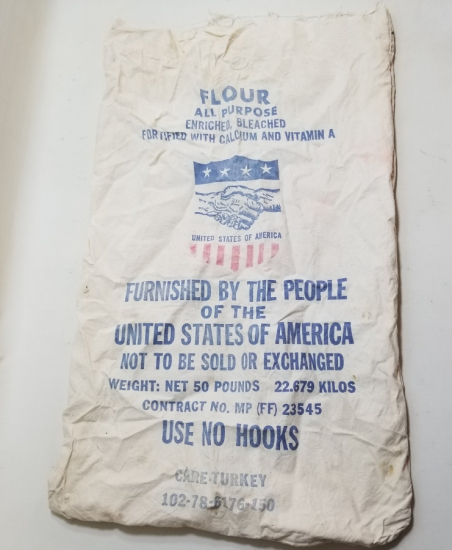 FLOUR
ALL PURPOSE
ENRICHED, BLEACHED
FORTIFIED WITH CALCIUM AND VITAMIN A
UNITED STATES OF AMERICA
FURNISHED BY THE PEOPLE
OF THE
UNITED STATES OF AMERICA
NOT TO BE SOLD OR EXCHANGED
WEIGHT: NET 50 POUNDS 22.679 KILOS
CONTRACT NO. MP (FF) 23545
USE NO HOOKS
CARE-TURKEY
102-78-5176-150